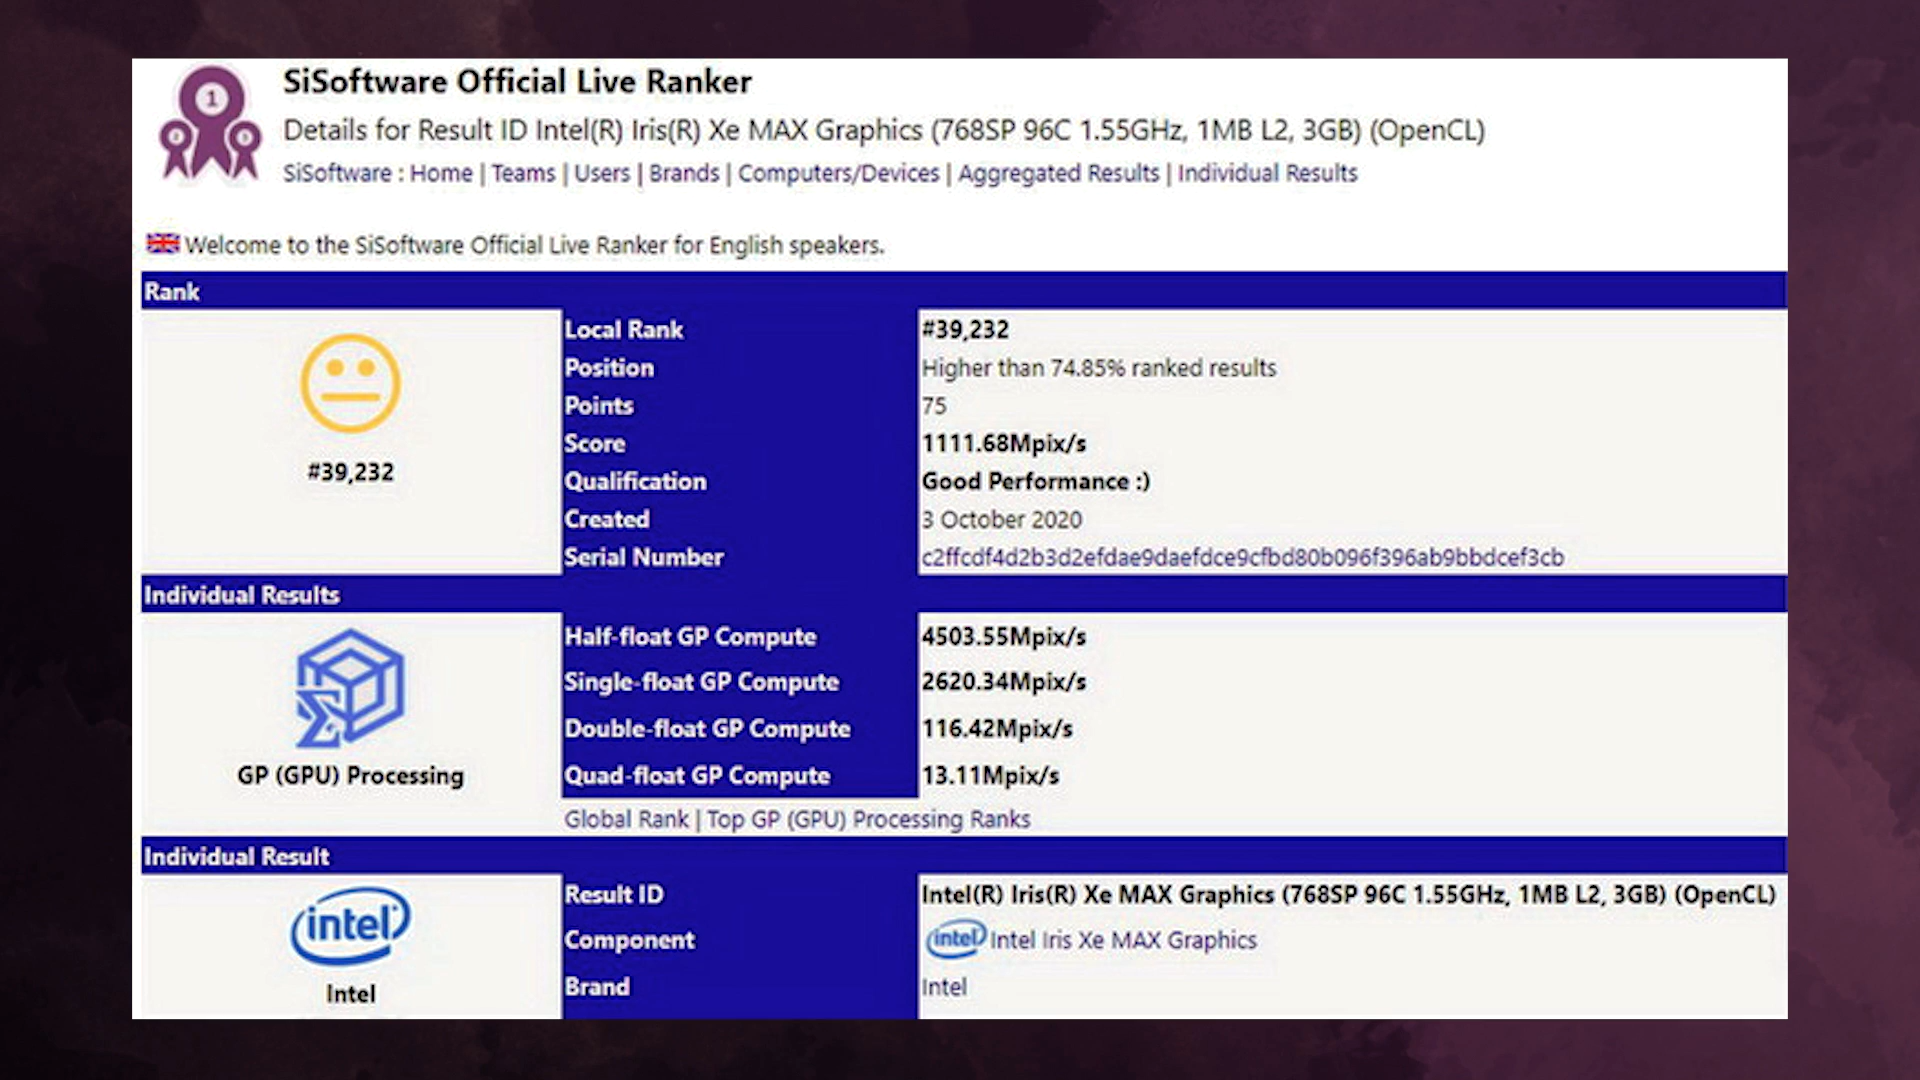 SiSoftware Official Live Ranker
Details for Result ID Intel(R) Iris(R) Xe MAX Graphics (768SP 96C 1.55GHz, 1MB L2, 3GB) (OpenCL)
SiSoftware : Home | Teams | Users | Brands | Computers/Devices | Aggregated Results | Individual Results
Welcome to the SiSoftware Official Live Ranker for English speakers.
Rank
#39,232
Local Rank #39,232
Position Higher than 74.85% ranked results
Points 75
Score 1111.68Mpix/s
Qualification Good Performance :)
Created 3 October 2020
Serial Number c2ffcdf4d2b3d2efdae9daefdce9cfbd80b096f396ab9bbdcef3cb
Individual Results
GP (GPU) Processing
Half-float GP Compute 4503.55Mpix/s
Single-float GP Compute 2620.34Mpix/s
Double-float GP Compute 116.42Mpix/s
Quad-float GP Compute 13.11Mpix/s
Global Rank | Top GP (GPU) Processing Ranks
Individual Result
intel
Intel
Result ID Intel(R) Iris(R) Xe MAX Graphics (768SP 96C 1.55GHz, 1MB L2, 3GB) (OpenCL)
Component intel Intel Iris Xe MAX Graphics
Brand Intel